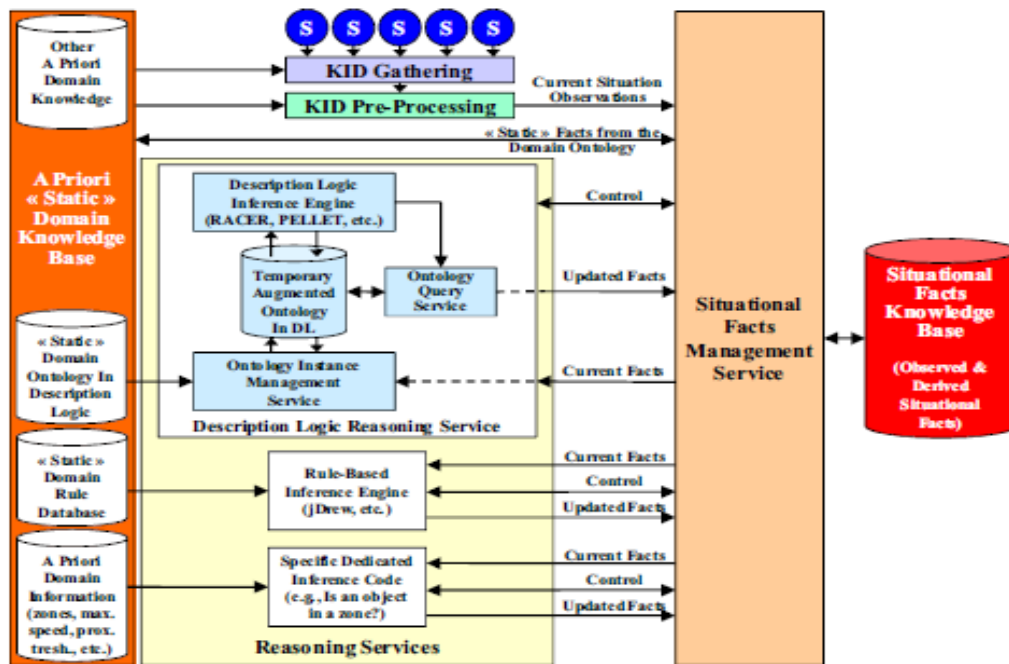 S S S S S
Other
A Priori
Domain
Knowledge
KID Gathering
KID Pre-Processing
Current Situation
Observations
« Static » Facts from the
Domain Ontology
A Priori
« Static »
Domain
Knowledge
Base
Description Logic
Inference Engine
(RACER, PELLET, etc.)
Control
Temporary
Augmented
Ontology
In DL
Ontology
Query
Service
Updated Facts
Ontology Instance
Management
Service
Current Facts
Description Logic Reasoning Service
« Static »
Domain
Ontology In
Description
Logic
« Static »
Domain
Rule
Database
Rule-Based
Inference Engine
(jDrew, etc.)
Current Facts
Control
Updated Facts
A Priori
Domain
Information
(zones, max.
speed, prox.
tresh., etc.)
Specific Dedicated
Inference Code
(e.g., Is an object
in a zone?)
Current Facts
Control
Updated Facts
Reasoning Services
Situational
Facts
Management
Service
Situational
Facts
Knowledge
Base
(Observed &
Derived
Situational
Facts)